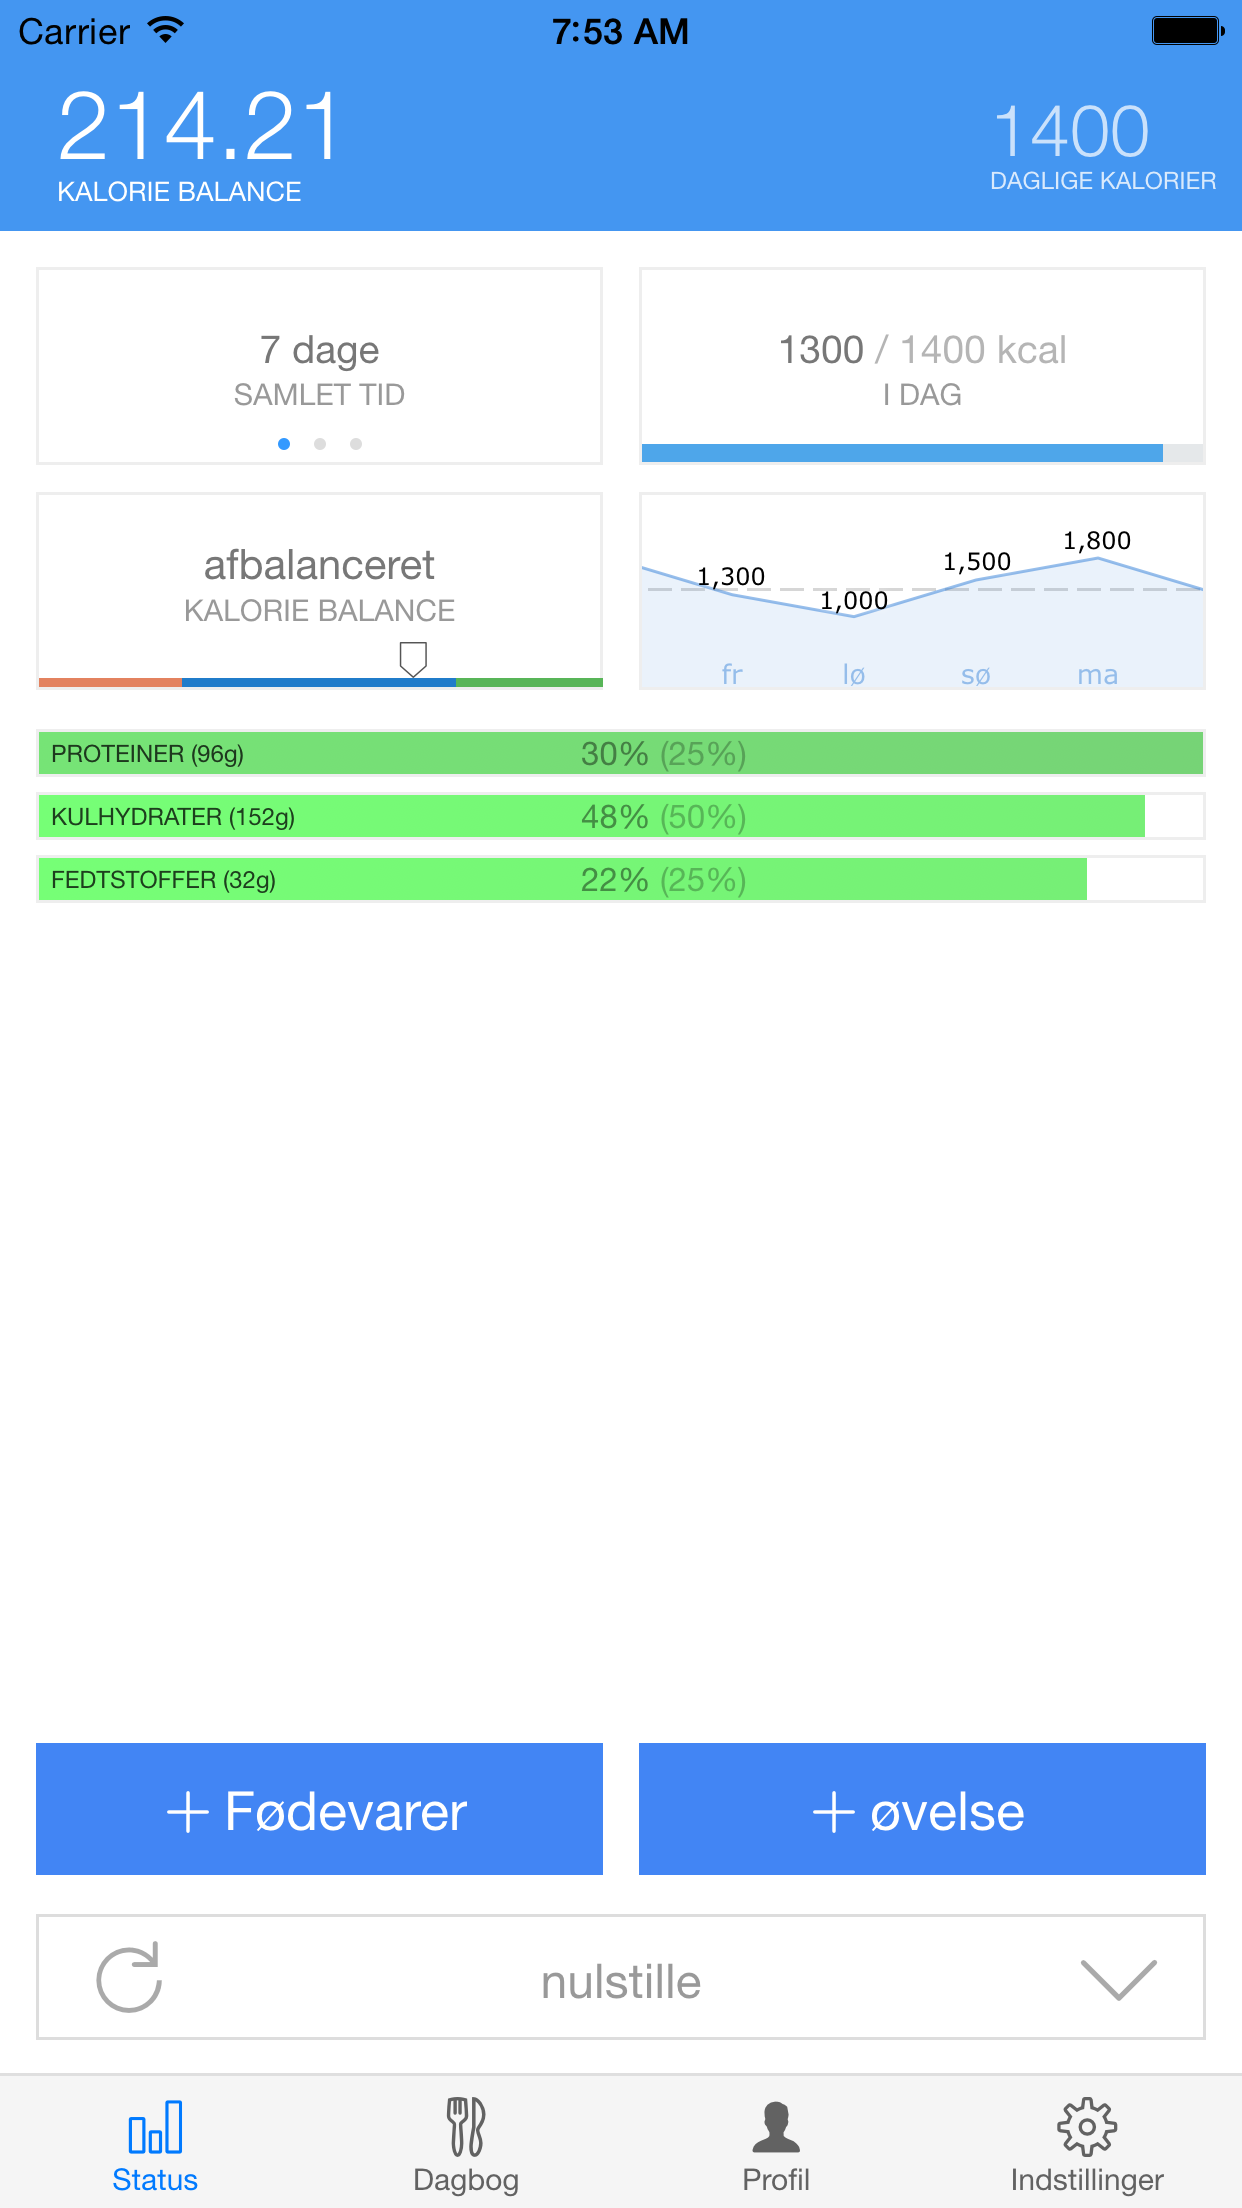 Carrier 7:53 AM
214.21
KALORIE BALANCE
1400
DAGLIGE KALORIER
7 dage
SAMLET TID
1300 / 1400 kcal
I DAG
afbalanceret
KALORIE BALANCE
1,300 1,000 1,500 1,800
fr lø sø ma
PROTEINER (96g) 30% (25%)
KULHYDRATER (152g) 48% (50%)
FEDTSTOFFER (32g) 22% (25%)
+ Fødevarer
+ øvelse
nulstille
Status Dagbog Profil Indstillinger